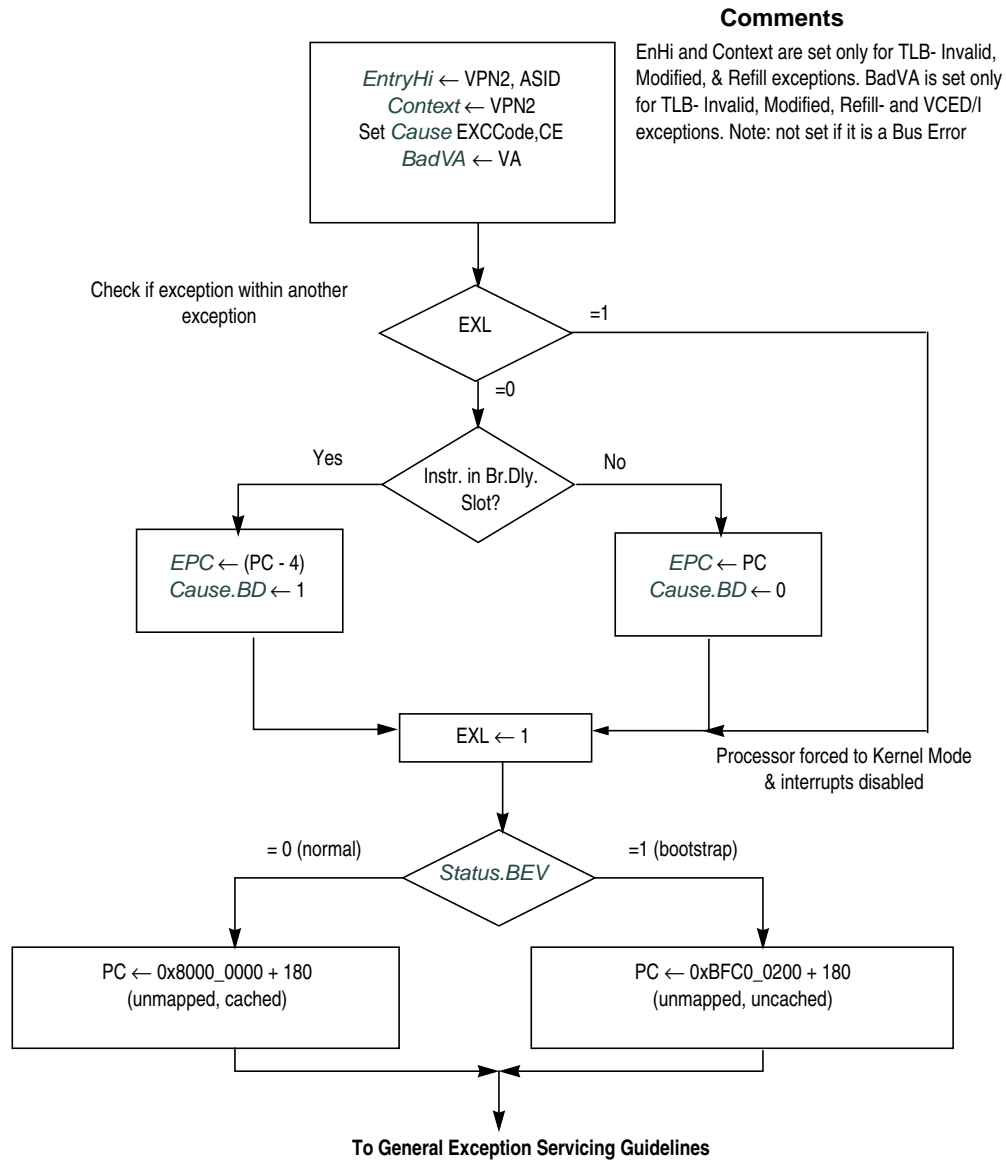 Comments
EnHi and Context are set only for TLB- Invalid,
Modified, & Refill exceptions. BadVA is set only
for TLB- Invalid, Modified, Refill- and VCED/I
exceptions. Note: not set if it is a Bus Error
EntryHi ← VPN2, ASID
Context ← VPN2
Set Cause EXCCode,CE
BadVA ← VA
Check if exception within another
exception
EXL
=1
=0
Instr. in Br.Dly.
Slot?
Yes
No
EPC ← (PC - 4)
Cause.BD ← 1
EPC ← PC
Cause.BD ← 0
EXL ← 1
Processor forced to Kernel Mode
& interrupts disabled
= 0 (normal)
Status.BEV
=1 (bootstrap)
PC ← 0x8000_0000 + 180
(unmapped, cached)
PC ← 0xBFC0_0200 + 180
(unmapped, uncached)
To General Exception Servicing Guidelines